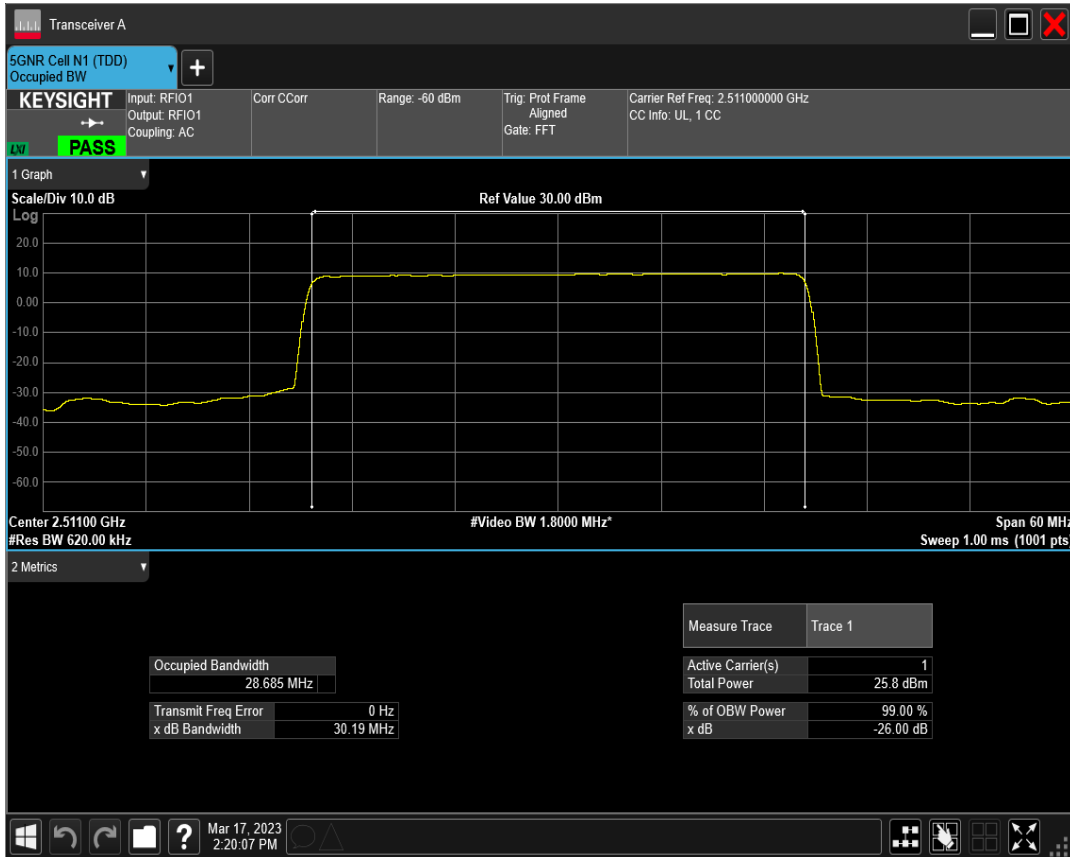 Transceiver A
5GNR Cell N1 (TDD)
Occupied BW
+
KEYSIGHT
LXI
PASS
Input: RFIO1
Output: RFIO1
Coupling: AC
Corr CCorr
Range: -60 dBm
Trig: Prot Frame
Aligned
Gate: FFT
Carrier Ref Freq: 2.511000000 GHz
CC Info: UL, 1 CC
1 Graph
Scale/Div 10.0 dB
Ref Value 30.00 dBm
Log
20.0
10.0
0.00
-10.0
-20.0
-30.0
-40.0
-50.0
-60.0
Center 2.51100 GHz
#Video BW 1.8000 MHz*
Span 60 MHz
#Res BW 620.00 kHz
Sweep 1.00 ms (1001 pts)
2 Metrics
Measure Trace Trace 1
Occupied Bandwidth
28.685 MHz
Active Carrier(s) 1
Total Power 25.8 dBm
Transmit Freq Error 0 Hz
x dB Bandwidth 30.19 MHz
% of OBW Power 99.00 %
x dB -26.00 dB
?
Mar 17, 2023
2:20:07 PM